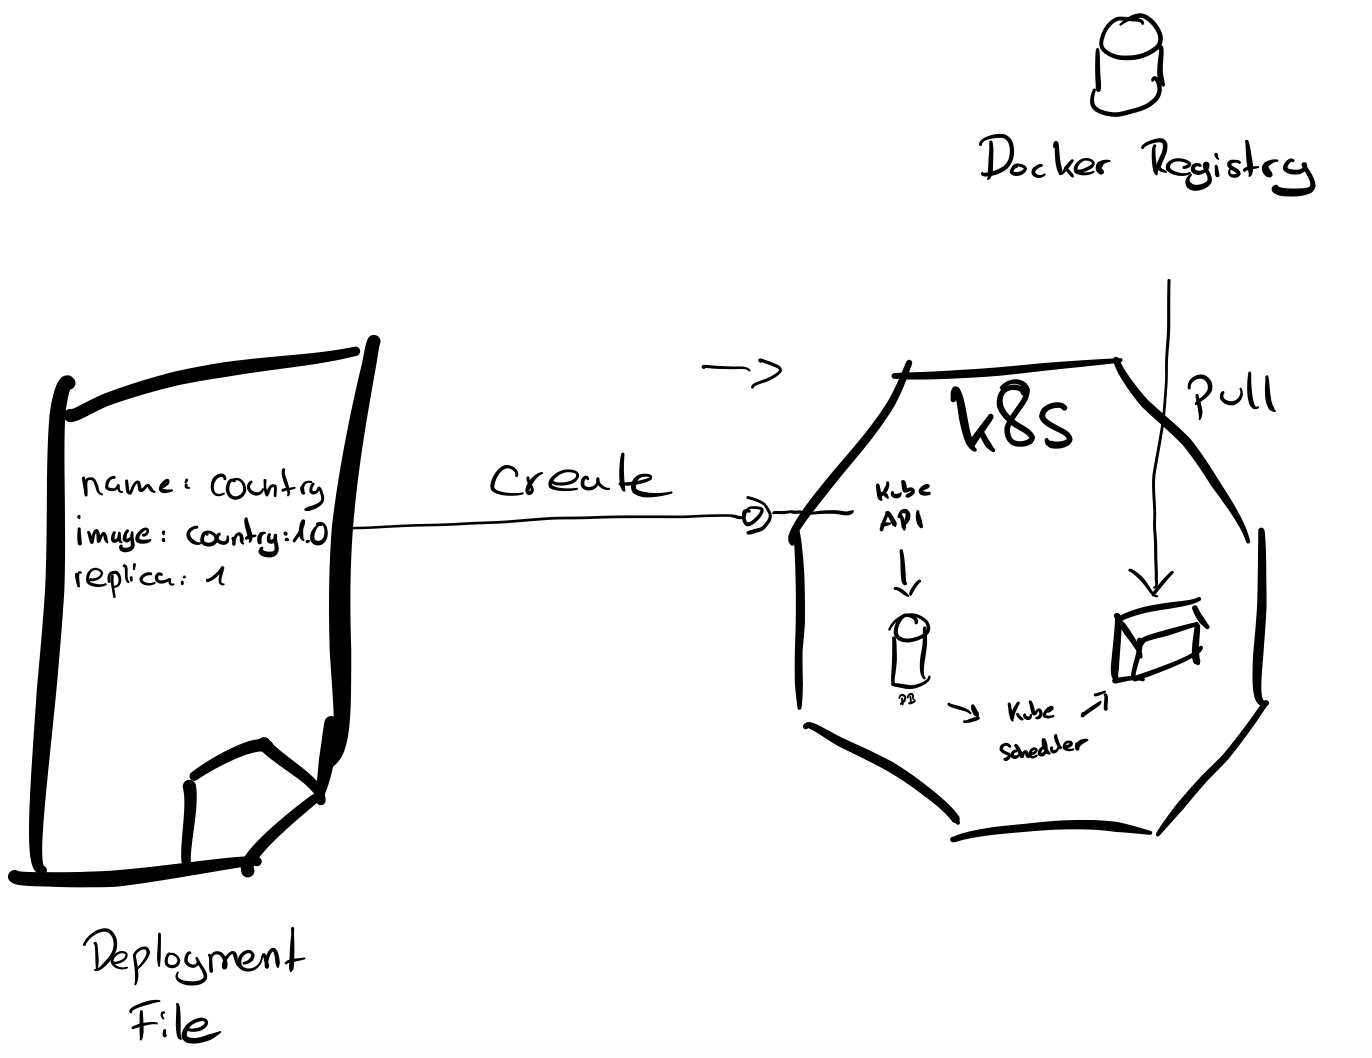 Docker Registry
k8s
Pull
Create
name: country
image: country:1.0
replica: 1
Kube
API
DB
Kube
Scheduler
Deployment
File